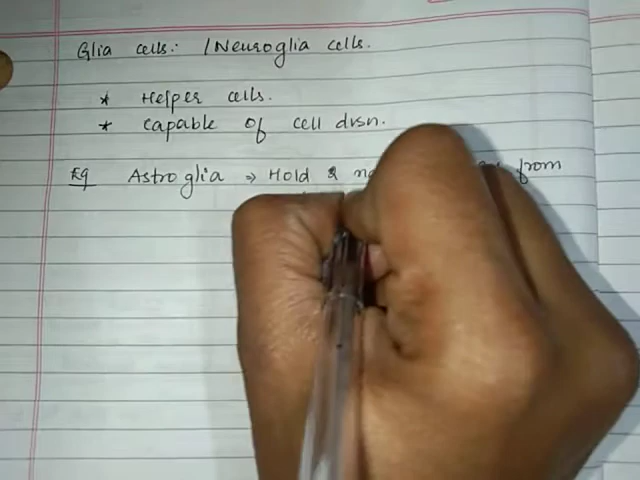 Glia cells: / Neuroglia cells.
* Helper cells.
* capable of cell dvsn.
Eg Astroglia → Hold & from